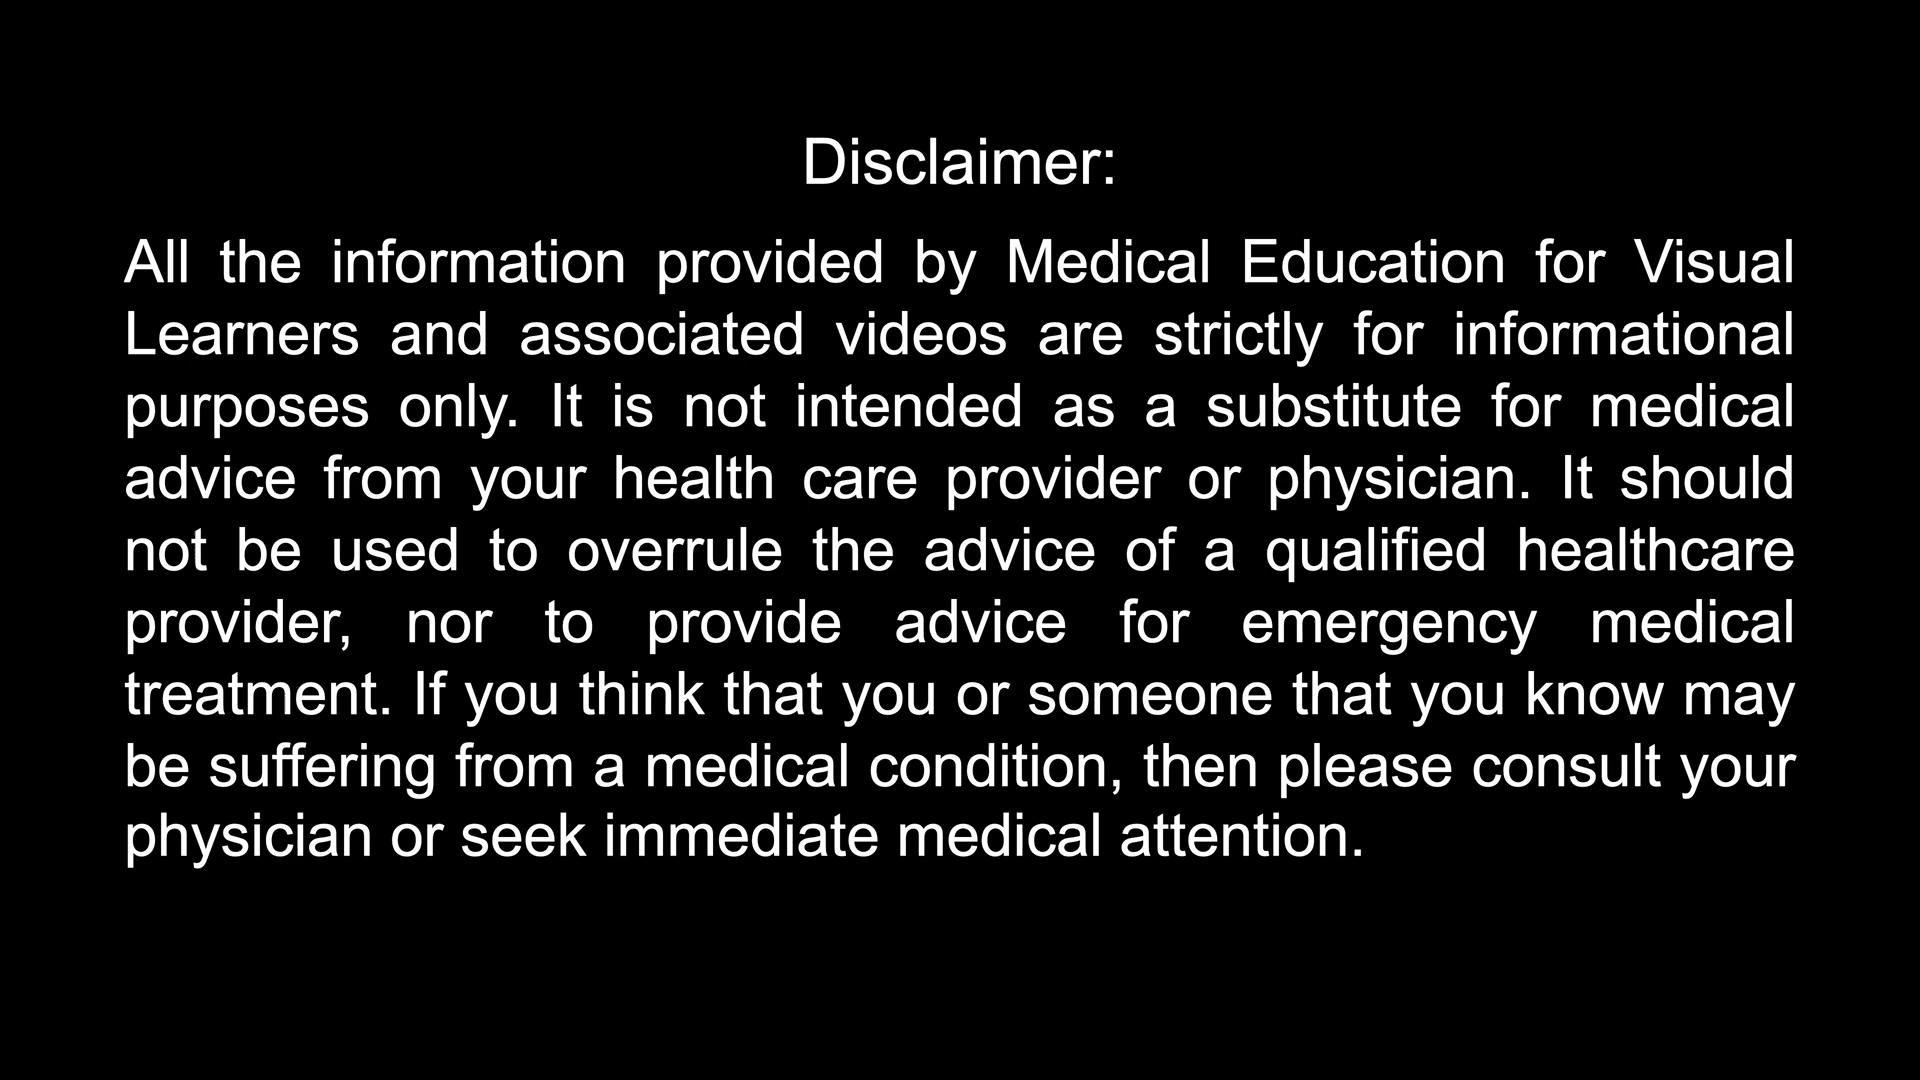 Disclaimer:
All the information provided by Medical Education for Visual
Learners and associated videos are strictly for informational
purposes only. It is not intended as a substitute for medical
advice from your health care provider or physician. It should
not be used to overrule the advice of a qualified healthcare
provider, nor to provide advice for emergency medical
treatment. If you think that you or someone that you know may
be suffering from a medical condition, then please consult your
physician or seek immediate medical attention.